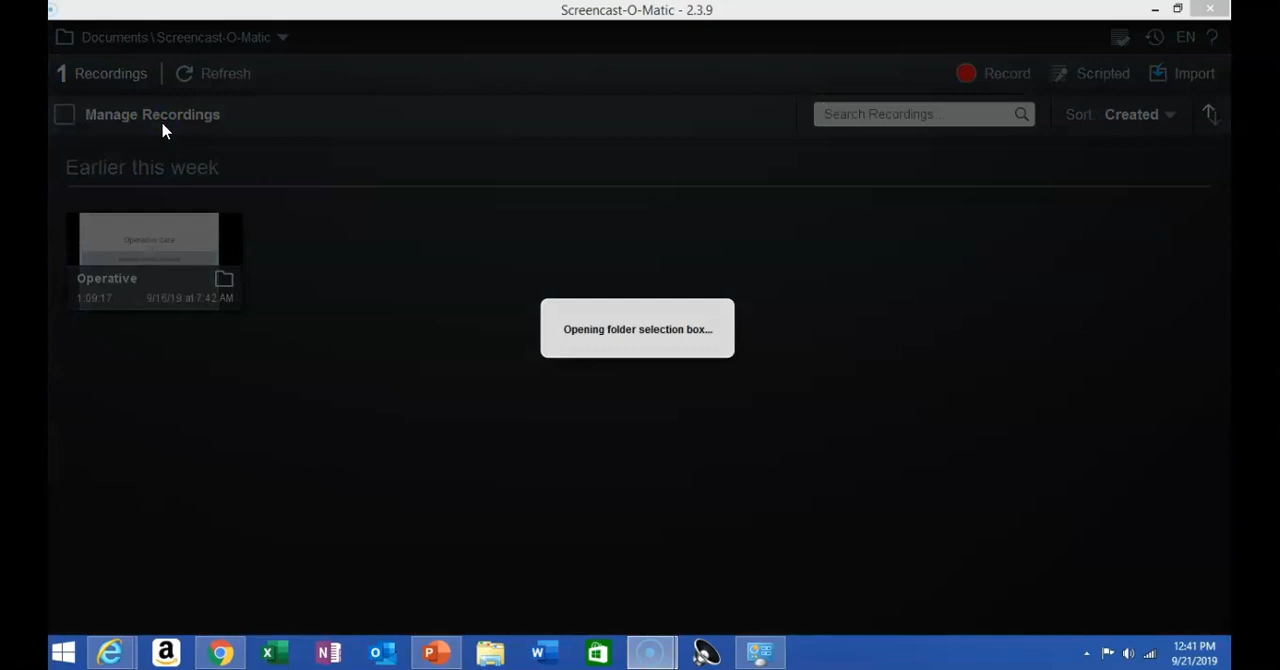 Screencast-O-Matic - 2.3.9
Documents\Screencast-O-Matic
EN ?
1 Recordings
Refresh
Record
Scripted
Import
Manage Recordings
Search Recordings...
Sort: Created
Earlier this week
Operative Care
Operative
1:09:17 9/16/19 at 7:42 AM
Opening folder selection box...
12:41 PM
9/21/2019